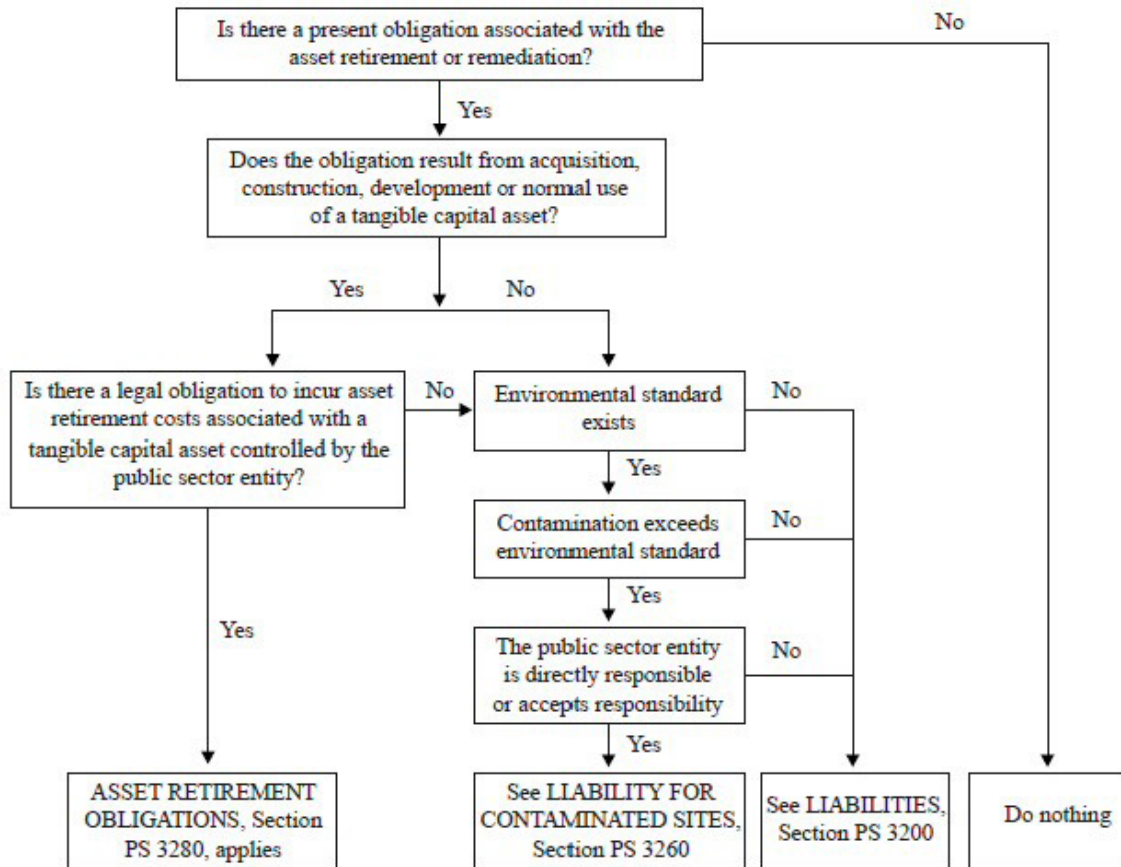 Is there a present obligation associated with the
asset retirement or remediation?
No
Yes
Does the obligation result from acquisition,
construction, development or normal use
of a tangible capital asset?
Yes
No
Is there a legal obligation to incur asset
retirement costs associated with a
tangible capital asset controlled by the
public sector entity?
No
Environmental standard
exists
No
Yes
Contamination exceeds
environmental standard
No
Yes
Yes
The public sector entity
is directly responsible
or accepts responsibility
No
Yes
ASSET RETIREMENT
OBLIGATIONS, Section
PS 3280, applies
See LIABILITY FOR
CONTAMINATED SITES,
Section PS 3260
See LIABILITIES,
Section PS 3200
Do nothing